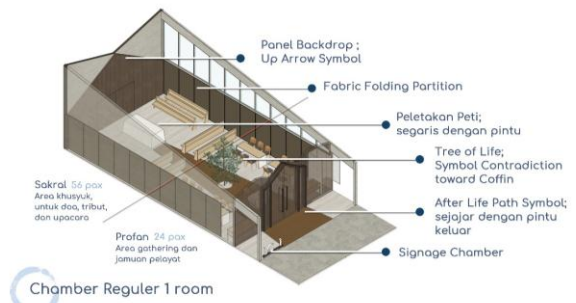 Panel Backdrop ;
Up Arrow Symbol
Fabric Folding Partition
Peletakan Peti;
segaris dengan pintu
Tree of Life;
Symbol Contradiction
toward Coffin
After Life Path Symbol;
sejajar dengan pintu
keluar
Signage Chamber
Sakral 56 pax
Area khusyuk,
untuk doa, tribut,
dan upacara
Profan 24 pax
Area gathering dan
jamuan pelayat
Chamber Reguler 1 room